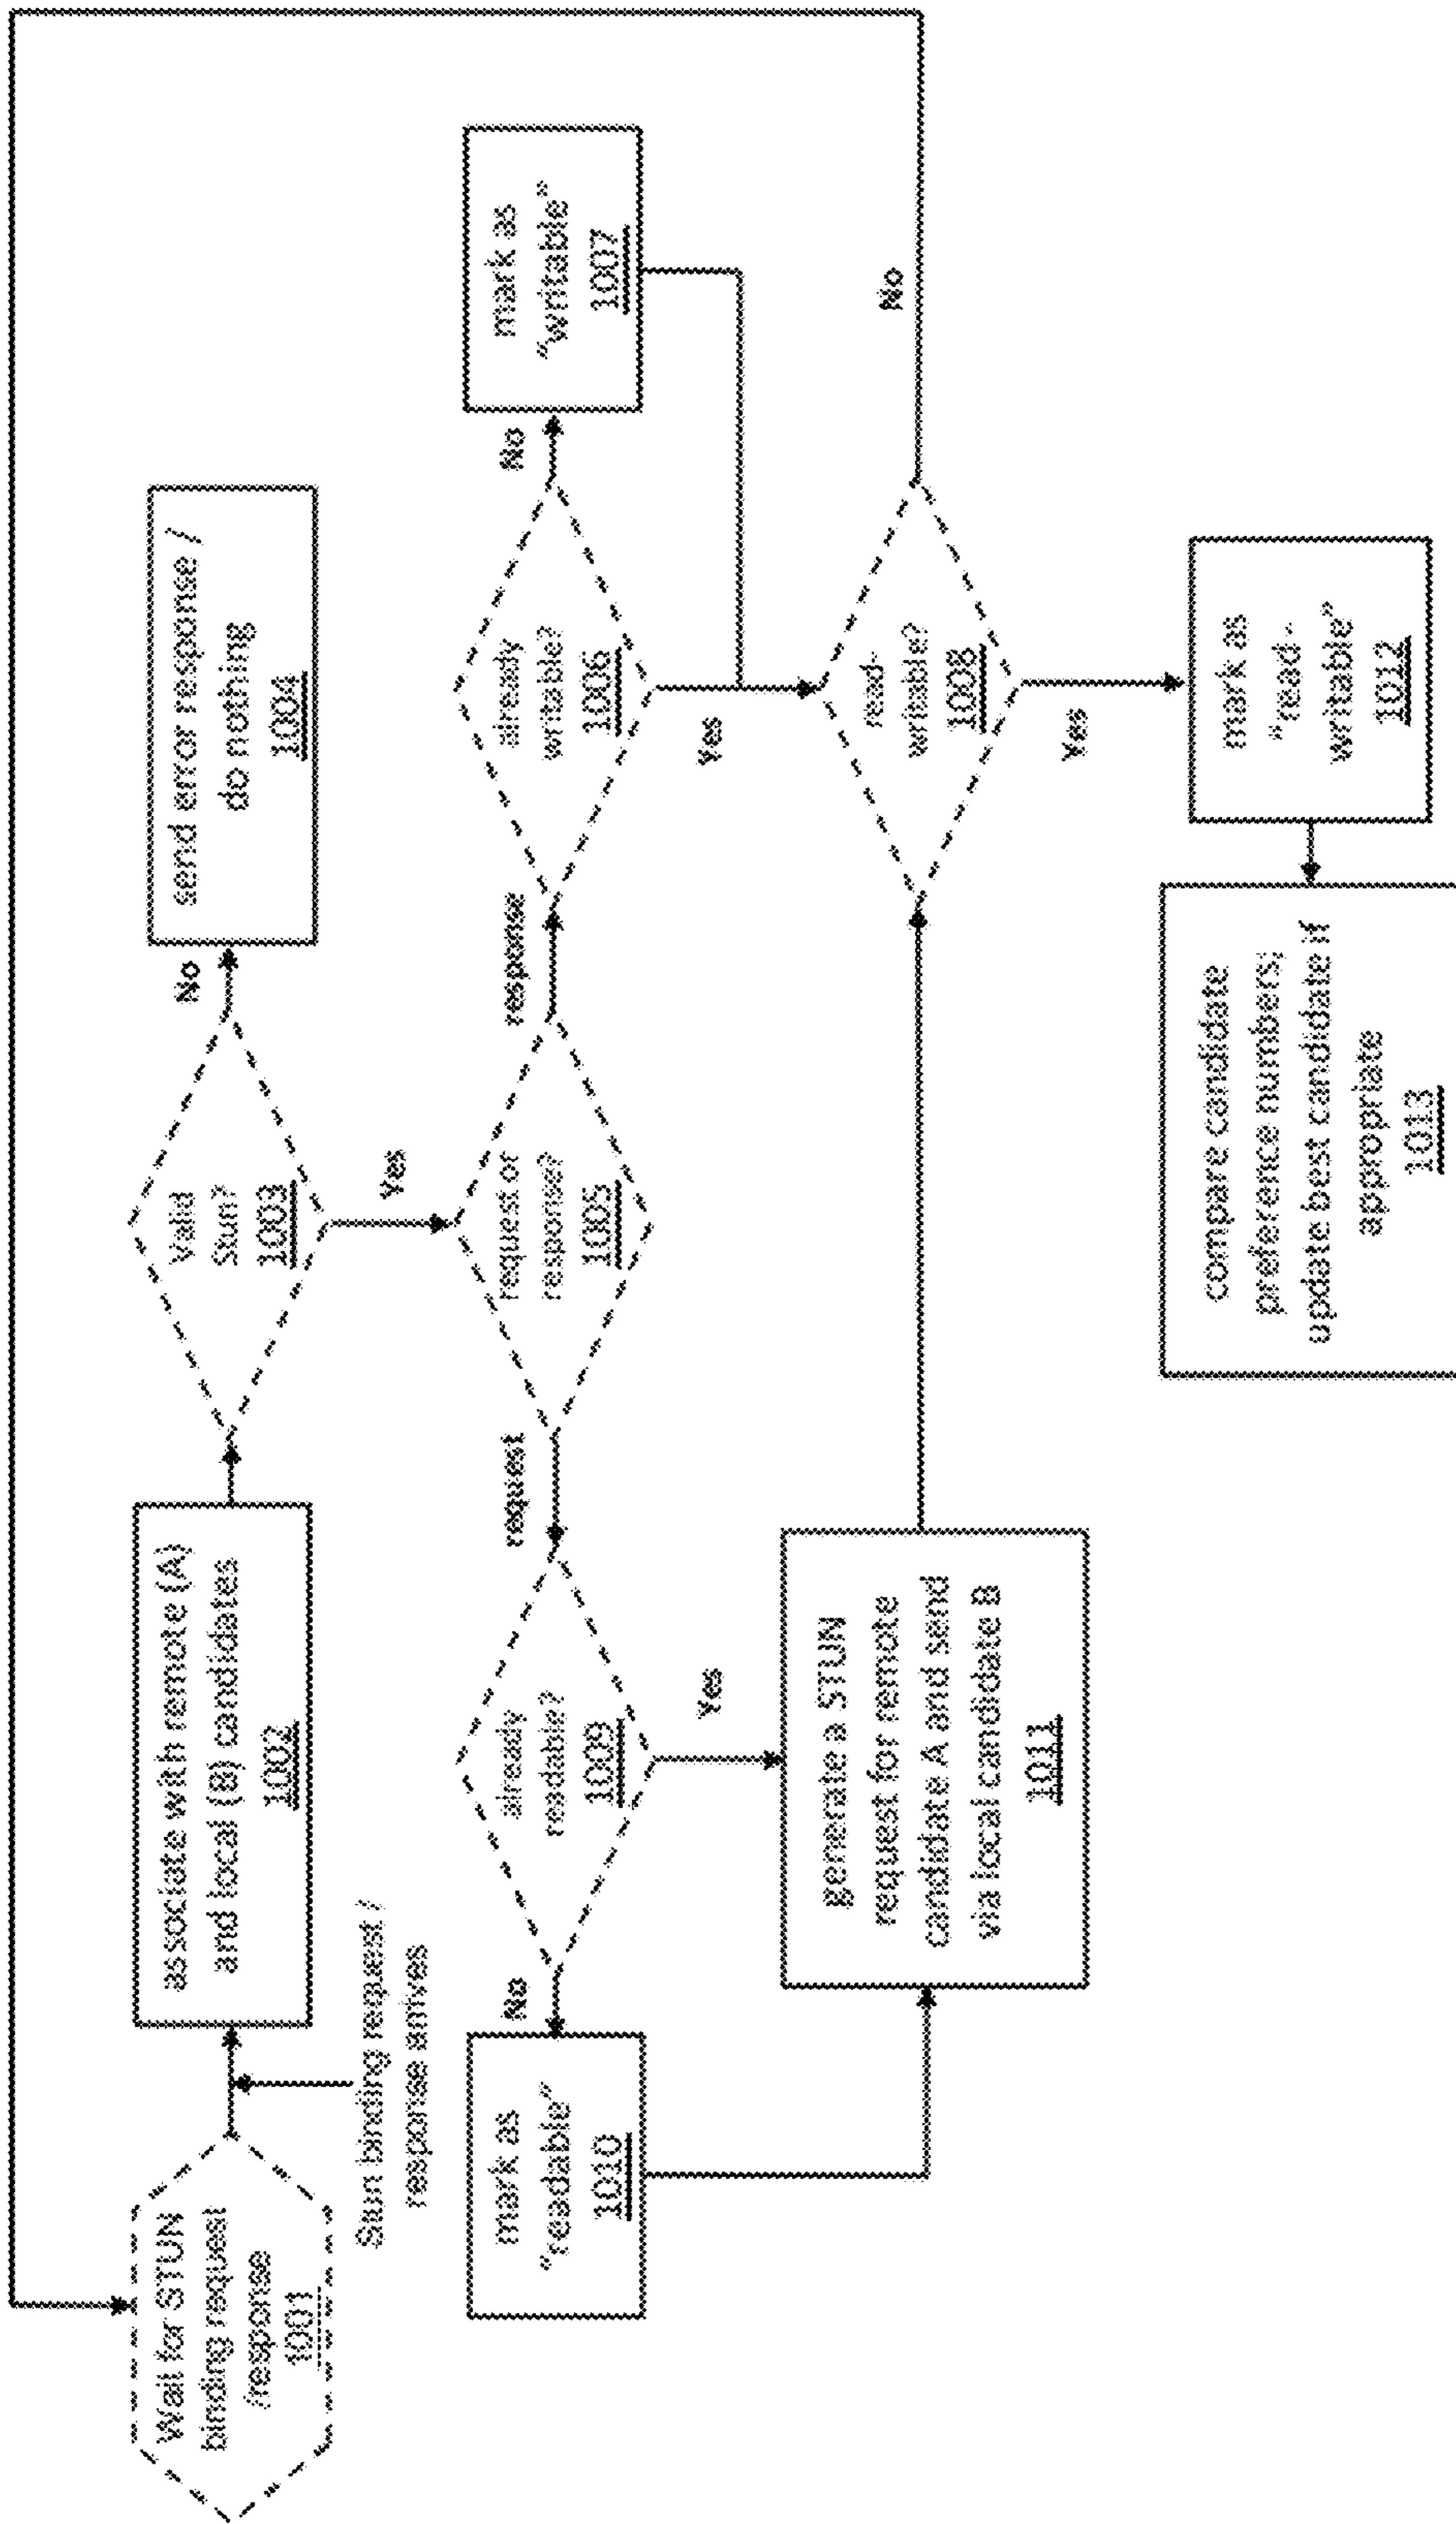 Wait for STUN
binding request
/response
1001
Stun binding request /
response arrives
associate with remote (A)
and local (B) candidates
1002
Valid
Stun?
1003
No
send error response /
do nothing
1004
Yes
request or
response?
1005
response
already
writable?
1006
No
mark as
"writable"
1007
Yes
request
already
readable?
1009
No
mark as
"readable"
1010
Yes
generate a STUN
request for remote
candidate A and send
via local candidate B
1011
read-
writable?
1008
No
Yes
mark as
"read-
writable"
1012
compare candidate
preference numbers;
update best candidate if
appropriate
1013